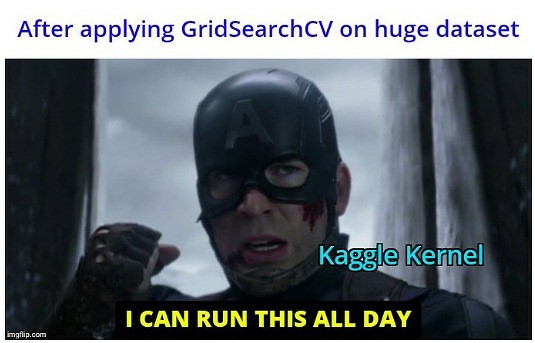 After applying GridSearchCV on huge dataset
A
Kaggle Kernel
I CAN RUN THIS ALL DAY
imgflip.com